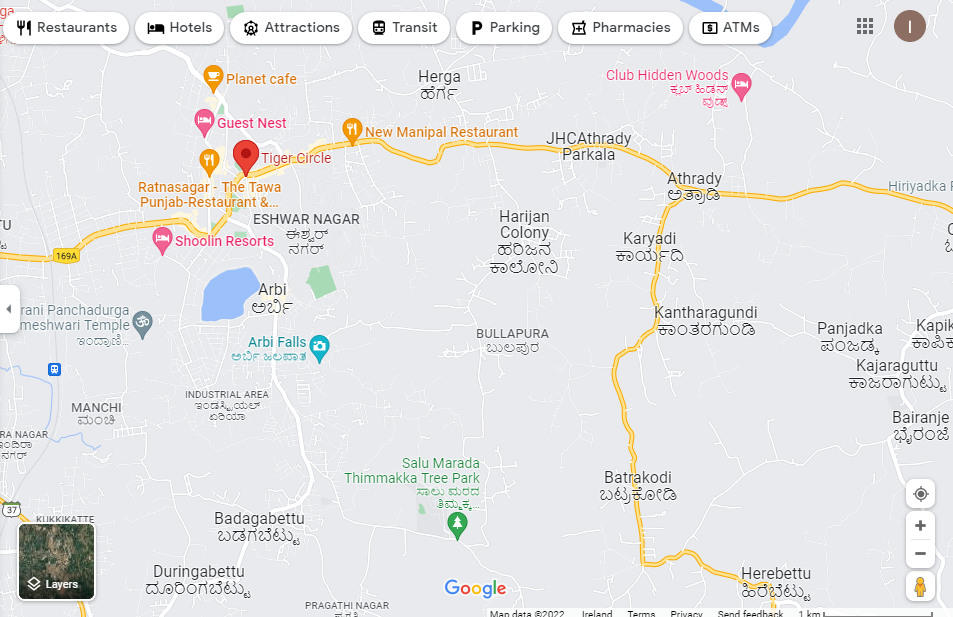 Restaurants
Hotels
Attractions
Transit
Parking
Pharmacies
ATMs
I
Planet cafe
Herga
ಹೆರ್ಗ
Club Hidden Woods
ಕ್ಲಬ್ ಹಿಡನ್
ವುಡ್ಸ್
Guest Nest
New Manipal Restaurant
JHCAthrady
Parkala
Tiger Circle
Athrady
ಅತ್ರಾಡಿ
Hiriyadka
Ratnasagar - The Tawa
Punjab-Restaurant &...
ESHWAR NAGAR
ಈಶ್ವರ್
ನಗರ್
Harijan
Colony
ಹರಿಜನ
ಕಾಲೋನಿ
Karyadi
ಕಾರ್ಯದಿ
Shoolin Resorts
169A
Arbi
ಅರ್ಬಿ
rani Panchadurga
meshwari Temple
ಇಂದ್ರಾಣಿ...
Kantharagundi
ಕಾಂತರಗುಂಡಿ
Panjadka
ಪಂಜಡ್ಕ
BULLAPURA
ಬುಲಪುರ
Arbi Falls
ಅರ್ಬಿ ಜಲಪಾತ
Kajaraguttu
ಕಾಜರಾಗುಟ್ಟು
INDUSTRIAL AREA
ಇಂಡಸ್ಟ್ರಿಯಲ್
ಏರಿಯಾ
MANCHI
ಮಂಚಿ
Bairanje
ಭೈರಂಜೆ
RA NAGAR
ಇಂದಿರಾ
ನಗರ್
Salu Marada
Thimmakka Tree Park
ಸಾಲು ಮರದ
ತಿಮ್ಮಕ್ಕ...
Batrakodi
ಬಟ್ರಕೋಡಿ
37
KUKKIKATTE
Badagabettu
ಬಡಗಬೆಟ್ಟು
Layers
Duringabettu
ದೂರಿಂಗಬೆಟ್ಟು
Google
Herebettu
ಹಿರೆಬೆಟ್ಟು
PRAGATHI NAGAR
Map data ©2022 Ireland Terms Privacy Send feedback 1 km